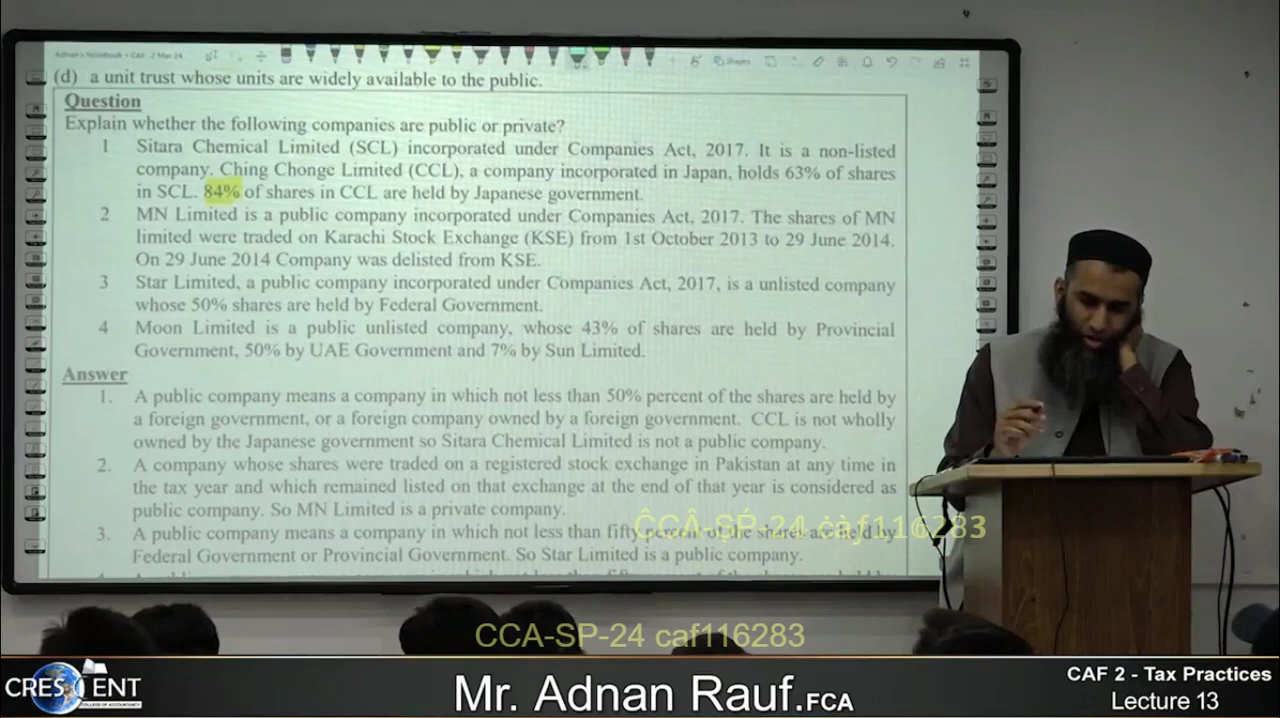 Adnan's Notebook » CAF - 2 Mar-24
Shapes
(d) a unit trust whose units are widely available to the public.
Question
Explain whether the following companies are public or private?
1 Sitara Chemical Limited (SCL) incorporated under Companies Act, 2017. It is a non-listed
company. Ching Chonge Limited (CCL), a company incorporated in Japan, holds 63% of shares
in SCL. 84% of shares in CCL are held by Japanese government.
2 MN Limited is a public company incorporated under Companies Act, 2017. The shares of MN
limited were traded on Karachi Stock Exchange (KSE) from 1st October 2013 to 29 June 2014.
On 29 June 2014 Company was delisted from KSE.
3 Star Limited, a public company incorporated under Companies Act, 2017, is a unlisted company
whose 50% shares are held by Federal Government.
4 Moon Limited is a public unlisted company, whose 43% of shares are held by Provincial
Government, 50% by UAE Government and 7% by Sun Limited.
Answer
1. A public company means a company in which not less than 50% percent of the shares are held by
a foreign government, or a foreign company owned by a foreign government. CCL is not wholly
owned by the Japanese government so Sitara Chemical Limited is not a public company.
2. A company whose shares were traded on a registered stock exchange in Pakistan at any time in
the tax year and which remained listed on that exchange at the end of that year is considered as
public company. So MN Limited is a private company.
3. A public company means a company in which not less than fifty percent of the shares are held by
ĈCÂ-SṔ-24 ċàf116283
Federal Government or Provincial Government. So Star Limited is a public company.
CCA-SP-24 caf116283
CRESCENT
COLLEGE OF ACCOUNTANCY
Mr. Adnan Rauf.FCA
CAF 2 - Tax Practices
Lecture 13